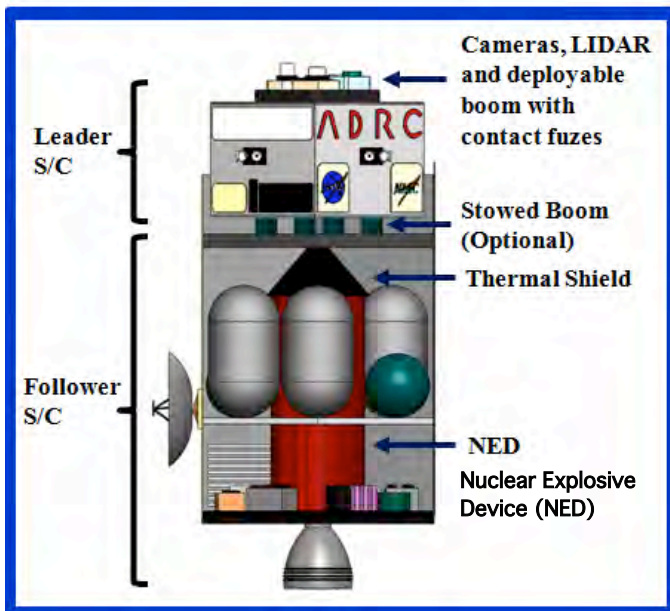 Cameras, LIDAR
and deployable
boom with
contact fuzes
Leader
S/C
ADRC
Stowed Boom
(Optional)
Thermal Shield
Follower
S/C
NED
Nuclear Explosive
Device (NED)